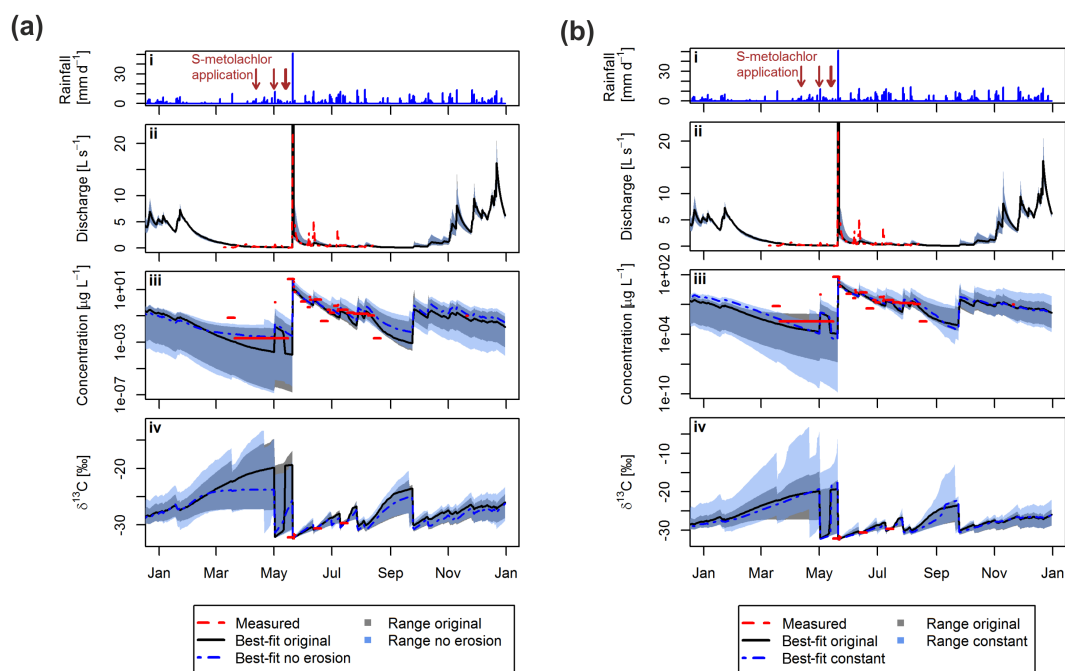 (a)
i
S-metolachlor
application
Rainfall
[mm d⁻¹]
0
30
ii
Discharge [L s⁻¹]
0
5
10
20
iii
Concentration [µg L⁻¹]
1e-07
1e-03
1e+01
iv
δ¹³C [‰]
-30
-20
Jan
Mar
May
Jul
Sep
Nov
Jan
Measured
Best-fit original
Best-fit no erosion
Range original
Range no erosion
(b)
i
S-metolachlor
application
Rainfall
[mm d⁻¹]
0
30
ii
Discharge [L s⁻¹]
0
5
10
20
iii
Concentration [µg L⁻¹]
1e-10
1e-04
1e+02
iv
δ¹³C [‰]
-30
-20
-10
Jan
Mar
May
Jul
Sep
Nov
Jan
Measured
Best-fit original
Best-fit constant
Range original
Range constant